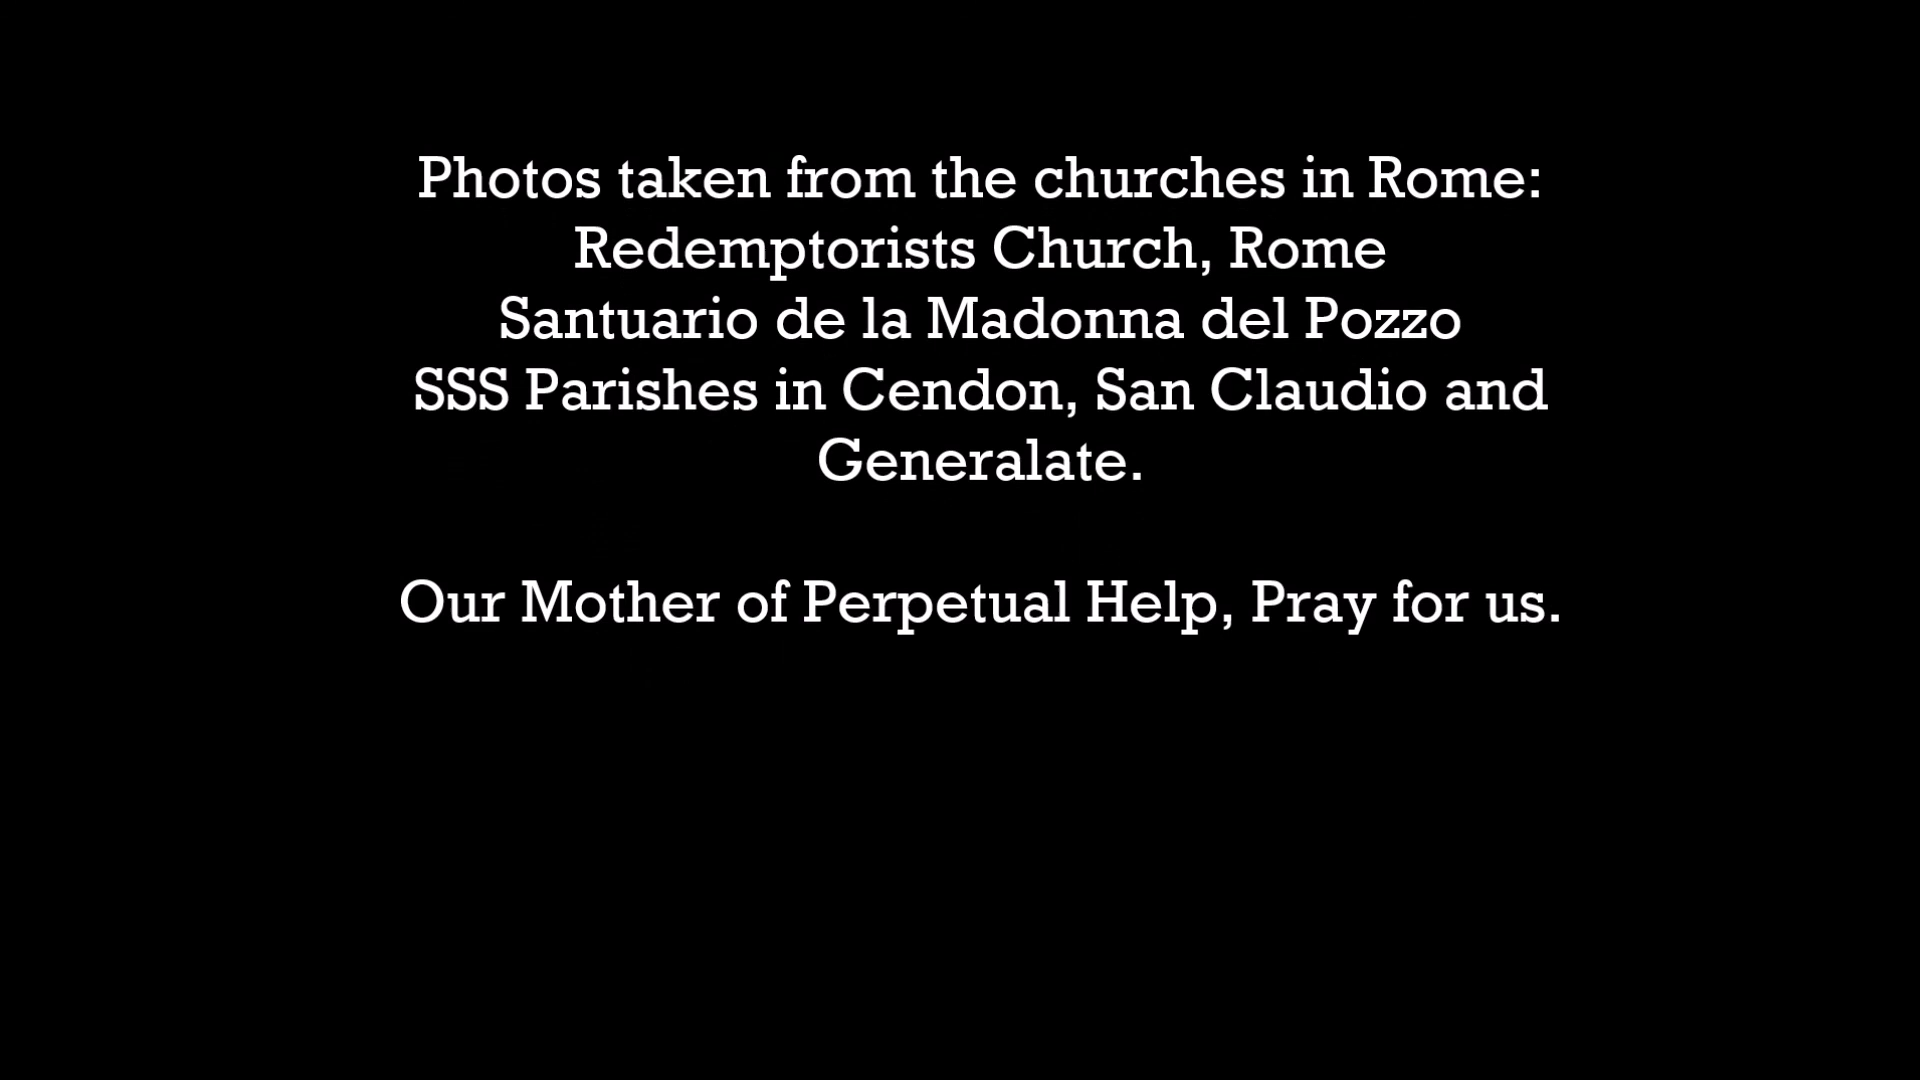 Photos taken from the churches in Rome:
Redemptorists Church, Rome
Santuario de la Madonna del Pozzo
SSS Parishes in Cendon, San Claudio and
Generalate.
Our Mother of Perpetual Help, Pray for us.